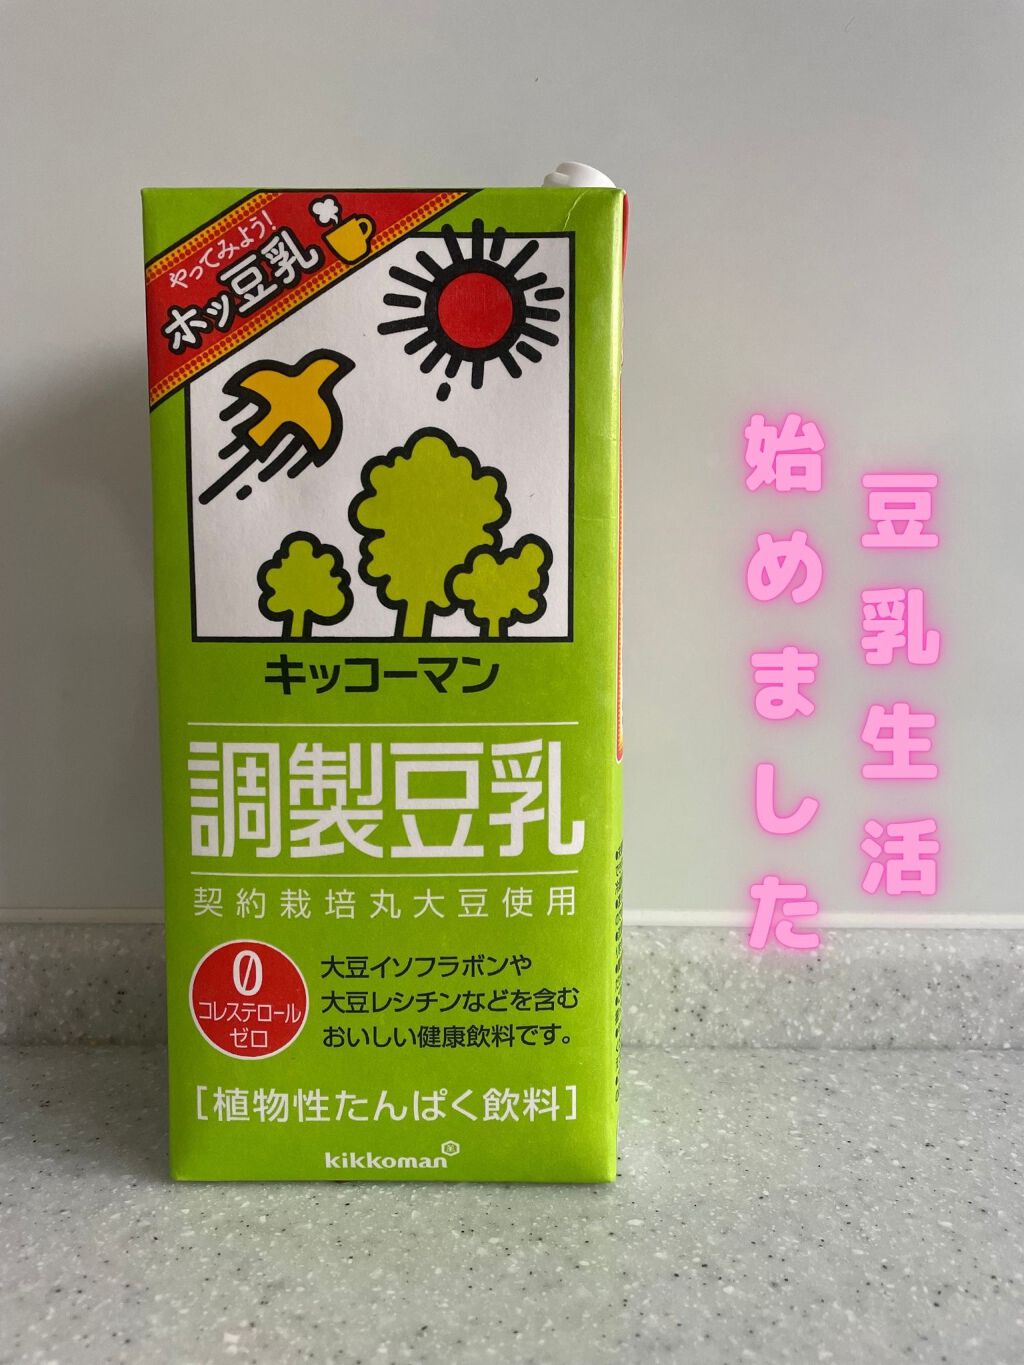 やってみよう!
ホッ豆乳
キッコーマン
調製豆乳
契約栽培丸大豆使用
0
コレステロール
ゼロ
大豆イソフラボンや
大豆レシチンなどを含む
おいしい健康飲料です。
[植物性たんぱく飲料]
kikkoman
豆乳生活
始めました